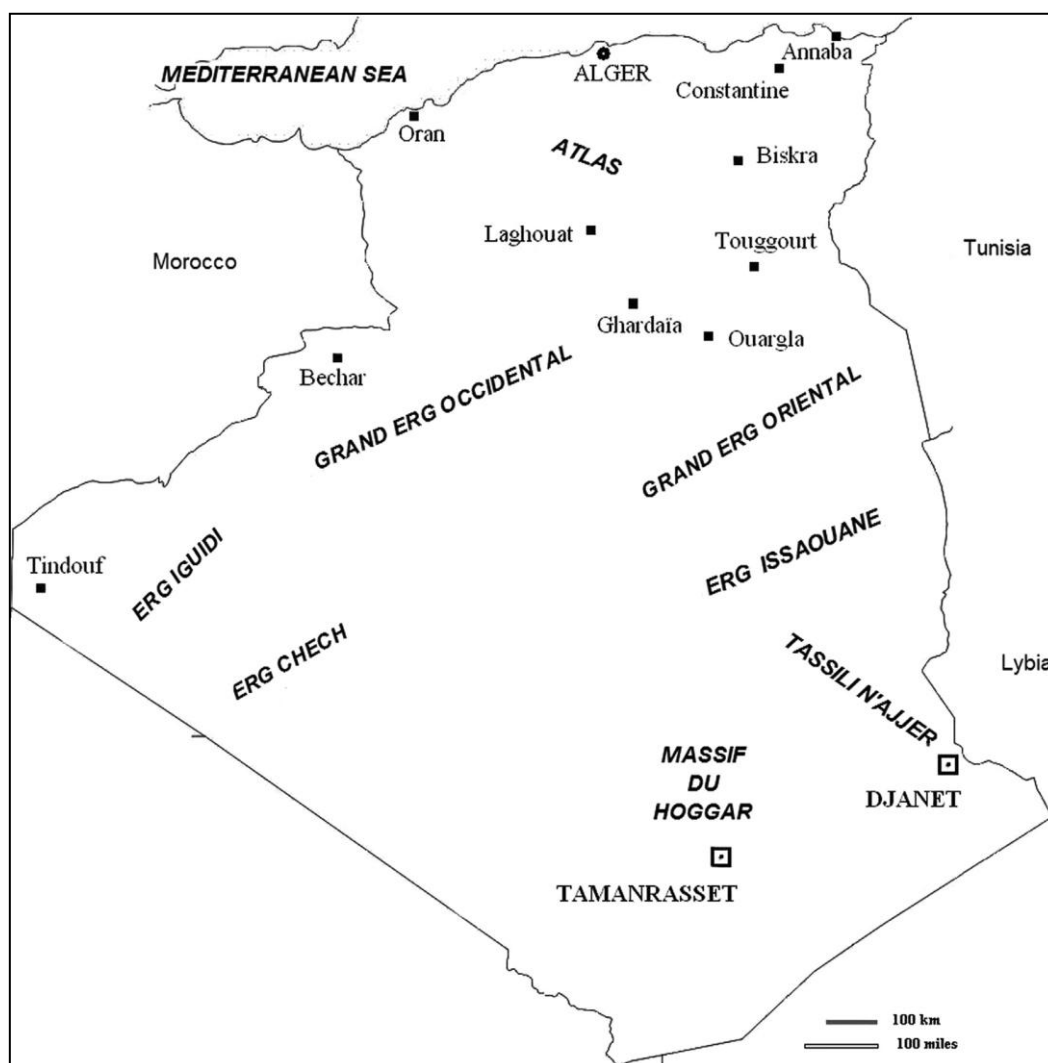 MEDITERRANEAN SEA
ALGER
Annaba
Constantine
Oran
ATLAS
Biskra
Laghouat
Touggourt
Morocco
Tunisia
Ghardaïa
Ouargla
Bechar
GRAND ERG OCCIDENTAL
GRAND ERG ORIENTAL
Tindouf
ERG IGUIDI
ERG ISSAOUANE
ERG CHECH
TASSILI N'AJJER
Lybia
MASSIF
DU
HOGGAR
DJANET
TAMANRASSET
100 km
100 miles